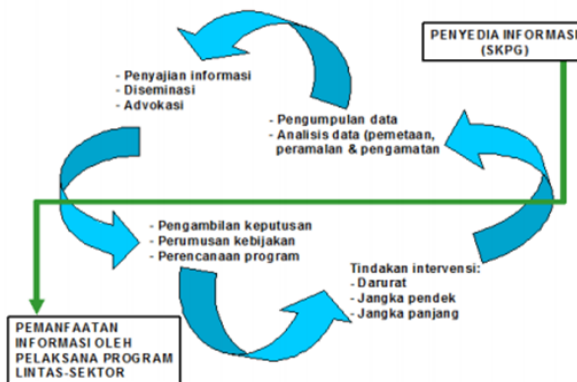 PENYEDIA INFORMASI
(SKPG)
- Penyajian informasi
- Diseminasi
- Advokasi
- Pengumpulan data
- Analisis data (pemetaan,
peramalan & pengamatan
- Pengambilan keputusan
- Perumusan kebijakan
- Perencanaan program
Tindakan intervensi:
- Darurat
- Jangka pendek
- Jangka panjang
PEMANFAATAN
INFORMASI OLEH
PELAKSANA PROGRAM
LINTAS-SEKTOR